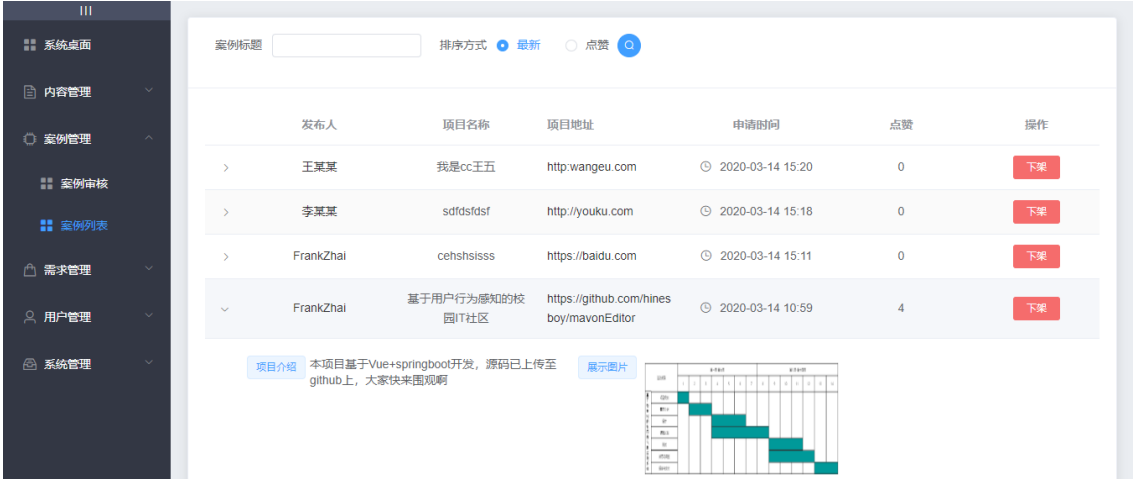 系统桌面
内容管理
案例管理
案例审核
案例列表
需求管理
用户管理
系统管理
案例标题 排序方式 最新 点赞
发布人 项目名称 项目地址 申请时间 点赞 操作
王某某 我是cc王五 http:wangeu.com 2020-03-14 15:20 0 下架
李某某 sdfdsfdsf http://youku.com 2020-03-14 15:18 0 下架
FrankZhai cehshsisss https://baidu.com 2020-03-14 15:11 0 下架
FrankZhai 基于用户行为感知的校 https://github.com/hines 2020-03-14 10:59 4 下架
园IT社区 boy/mavonEditor
项目介绍 本项目基于Vue+springboot开发，源码已上传至 展示图片
github上，大家快来围观啊